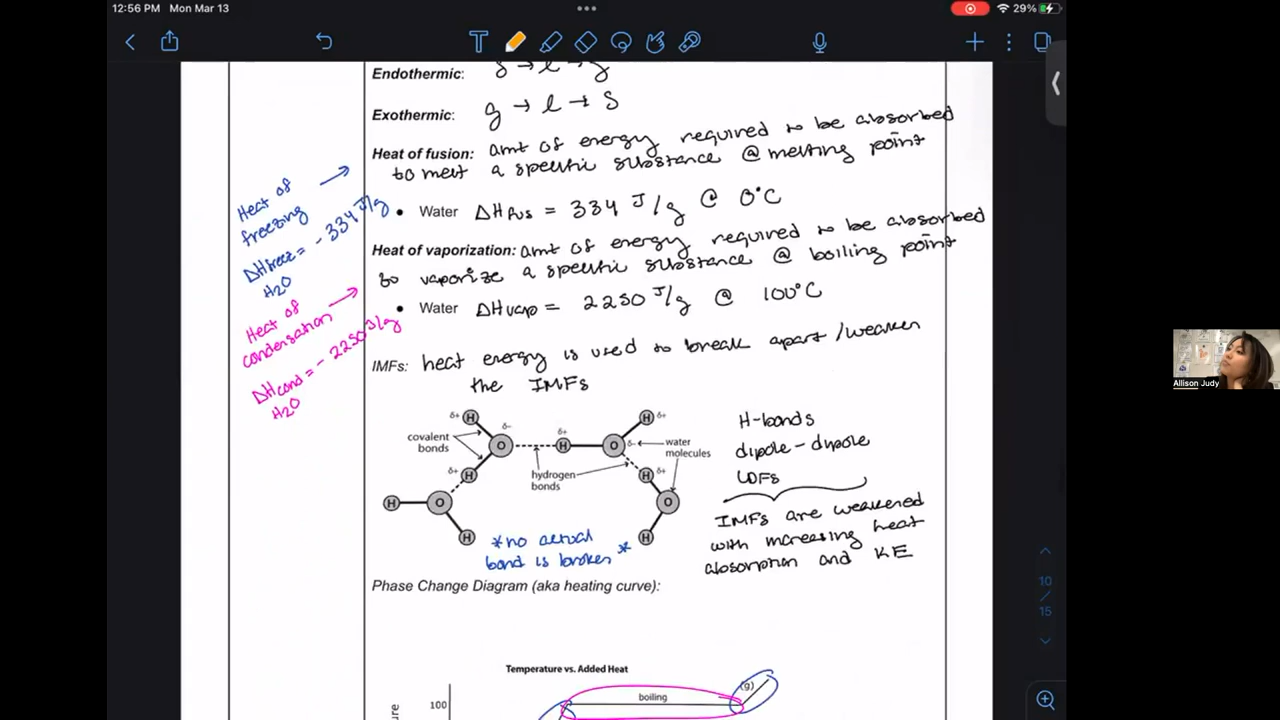 12:56 PM Mon Mar 13
29%
Endothermic: s → l → g
Exothermic: g → l → s
Heat of fusion: amt of energy required to be absorbed
to melt a specific substance @ melting point
• Water ΔHfus = 334 J/g @ 0°C
Heat of vaporization: amt of energy required to be absorbed
to vaporize a specific substance @ boiling point
• Water ΔHvap = 2250 J/g @ 100°C
IMFs: heat energy is used to break apart/weaken
the IMFs
Heat of
freezing
ΔHfreez = - 334 J/g
H2O
Heat of
condensation
ΔHcond = - 2250 J/g
H2O
covalent
bonds
hydrogen
bonds
water
molecules
δ+ H
δ- O
δ+ H
O δ-
H δ+
δ+ H
H δ+
H O
O
H
H
H-bonds
dipole-dipole
LDFs
IMFs are weakened
with increasing heat
absorption and KE
*no actual
bond is broken*
Phase Change Diagram (aka heating curve):
Temperature vs. Added Heat
100
boiling
(g)
10
/
15
Allison Judy